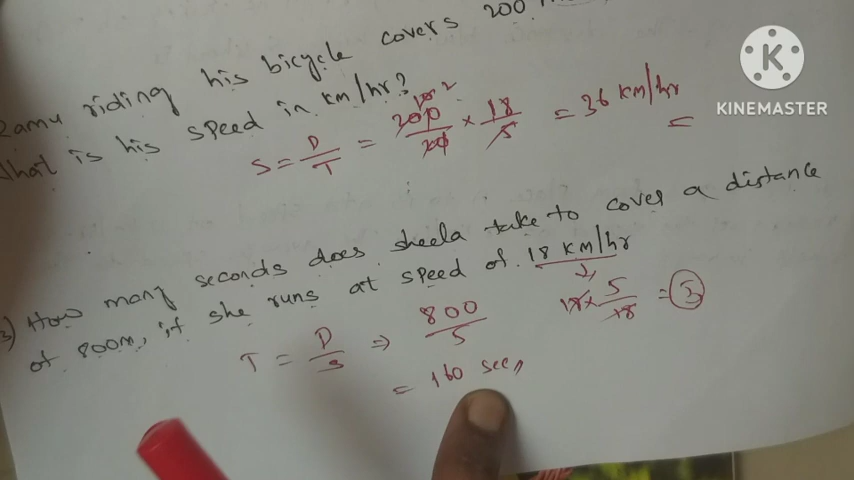 Ramu riding his bicycle covers 200
What is his speed in km/hr?
S = D/T = 200/20 × 18/5 = 36 km/hr
3) How many seconds does sheela take to cover a distance
of 800m, if she runs at speed of 18 km/hr
T = D/S ⇒ 800/5
18 × 5/18 = 5
= 160 sec
KINEMASTER